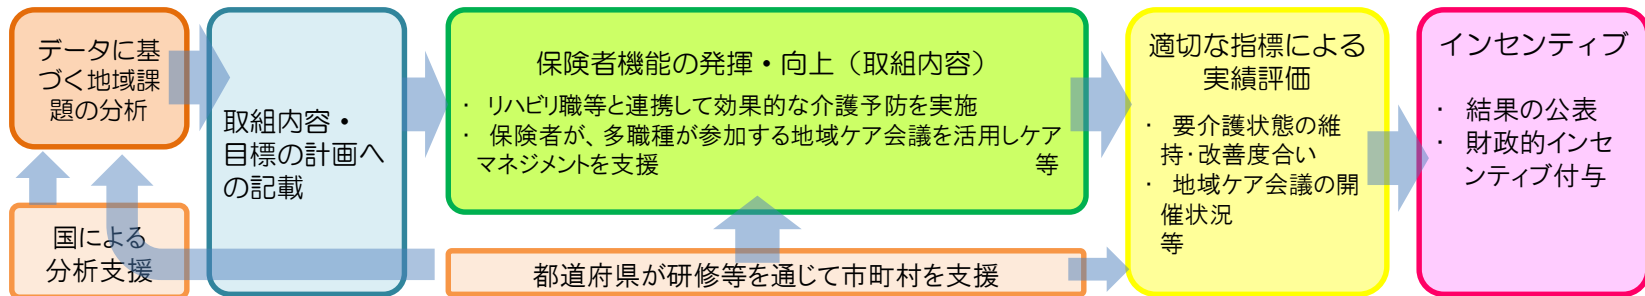 データに基
づく地域課
題の分析
国による
分析支援
取組内容・
目標の計画へ
の記載
保険者機能の発揮・向上（取組内容）
・ リハビリ職等と連携して効果的な介護予防を実施
・ 保険者が、多職種が参加する地域ケア会議を活用しケア
マネジメントを支援 等
都道府県が研修等を通じて市町村を支援
適切な指標による
実績評価
・ 要介護状態の維
持・改善度合い
・ 地域ケア会議の開
催状況
等
インセンティブ
・ 結果の公表
・ 財政的インセ
ンティブ付与